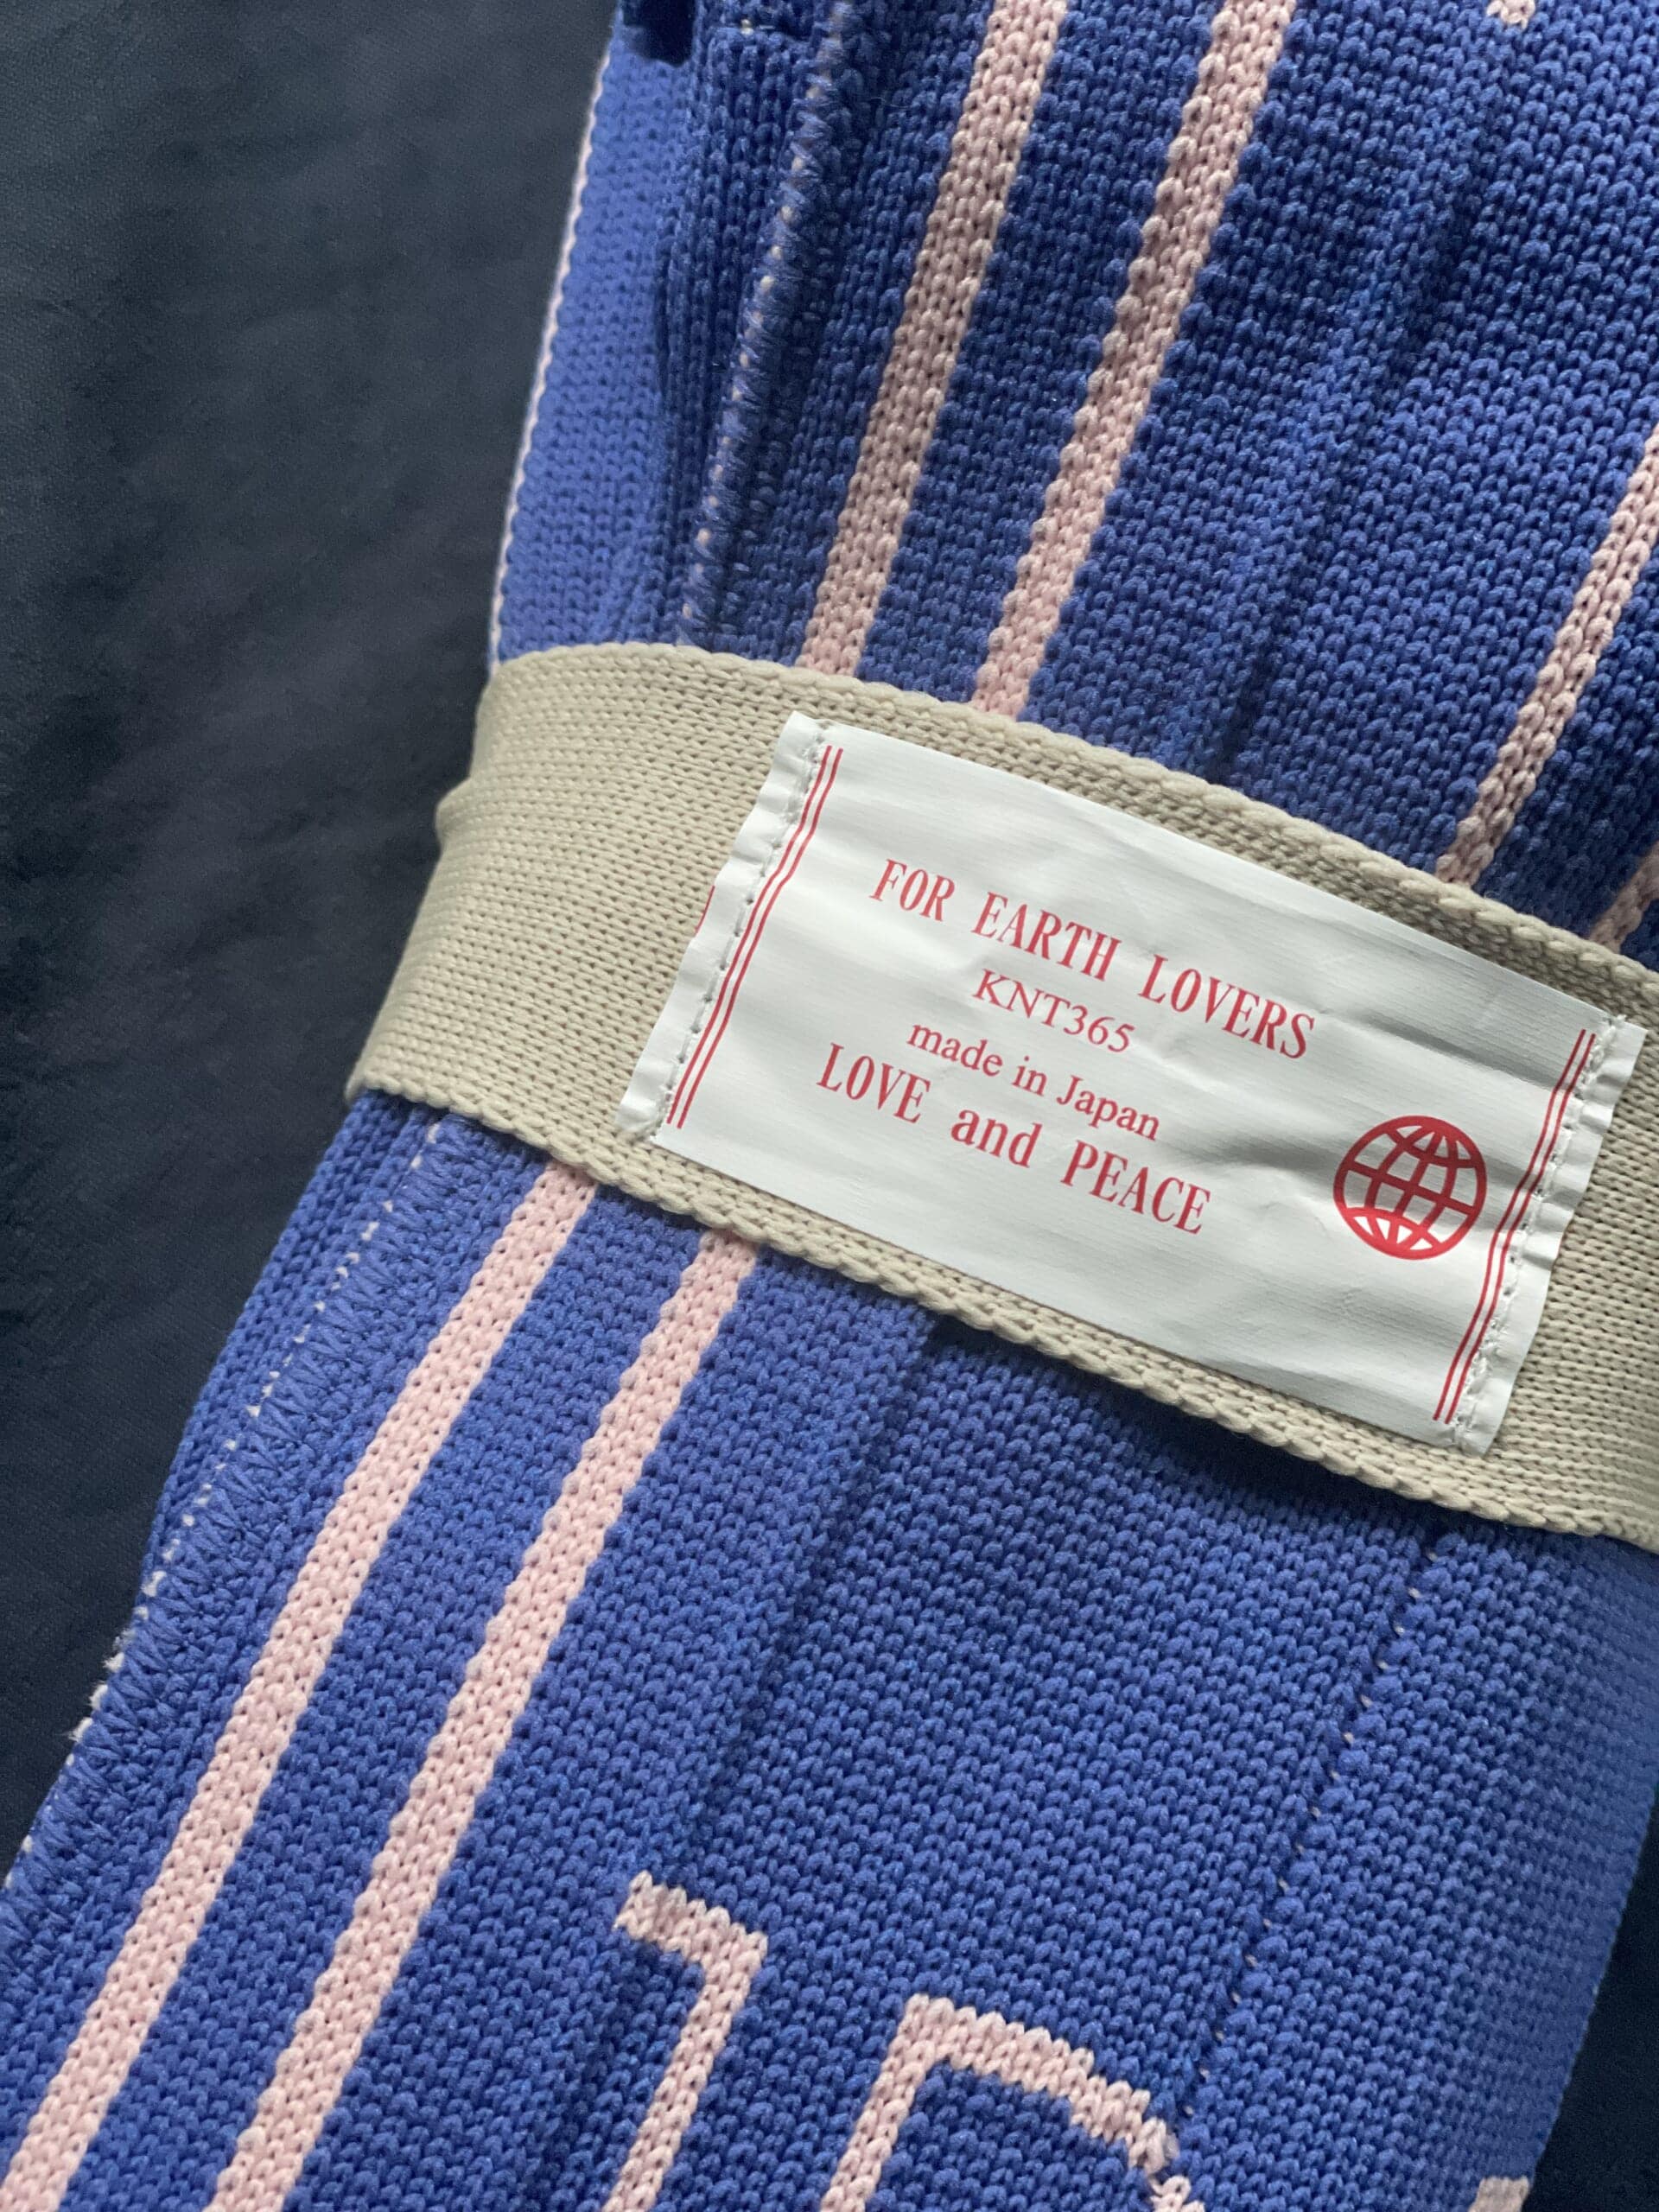 FOR EARTH LOVERS
KNT365
made in Japan
LOVE and PEACE